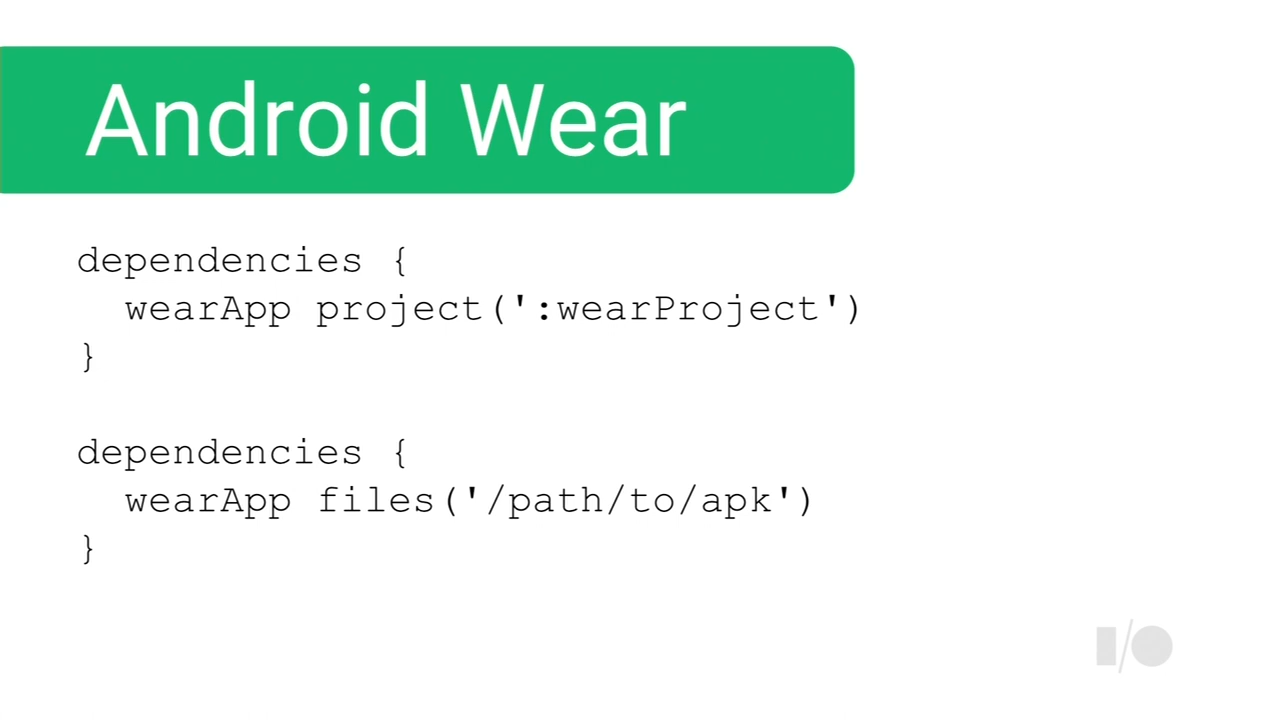 Android Wear
dependencies {
  wearApp project(':wearProject')
}
dependencies {
  wearApp files('/path/to/apk')
}
I/O